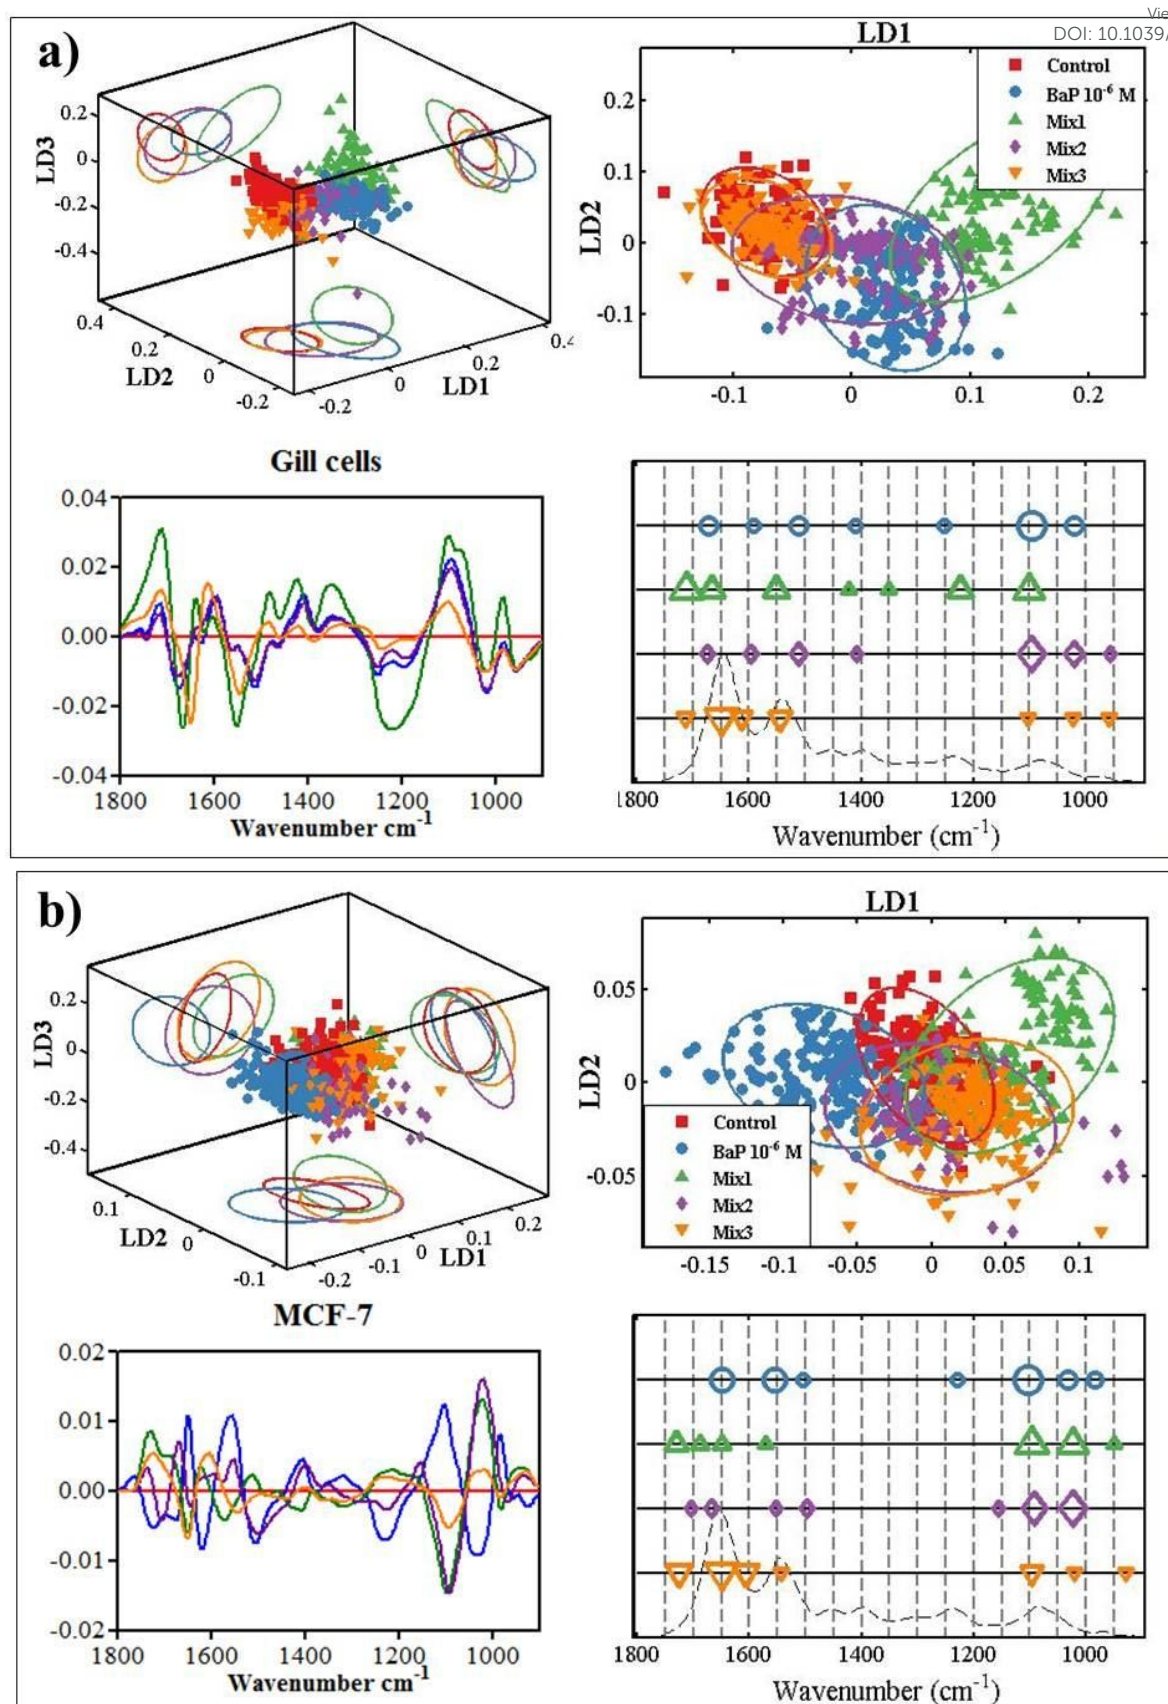 Vie
DOI: 10.1039/
a)
LD3
0.2
0
-0.2
-0.4
0.4
0.2
0
-0.2
LD2
-0.2
0
0.2
LD1
LD1
LD2
0.2
0.1
0
-0.1
-0.1
0
0.1
0.2
Control
BaP 10⁻⁶ M
Mix1
Mix2
Mix3
Gill cells
0.04
0.02
0.00
-0.02
-0.04
1800 1600 1400 1200 1000
Wavenumber cm⁻¹
1800 1600 1400 1200 1000
Wavenumber (cm⁻¹)
b)
LD3
0.2
0
-0.2
-0.4
0.1
LD2
0
-0.1
-0.2
-0.1
0
0.1
0.2
LD1
LD1
LD2
0.05
0
-0.05
-0.15 -0.1 -0.05 0 0.05 0.1
Control
BaP 10⁻⁶ M
Mix1
Mix2
Mix3
MCF-7
0.02
0.01
0.00
-0.01
-0.02
1800 1600 1400 1200 1000
Wavenumber cm⁻¹
1800 1600 1400 1200 1000
Wavenumber (cm⁻¹)